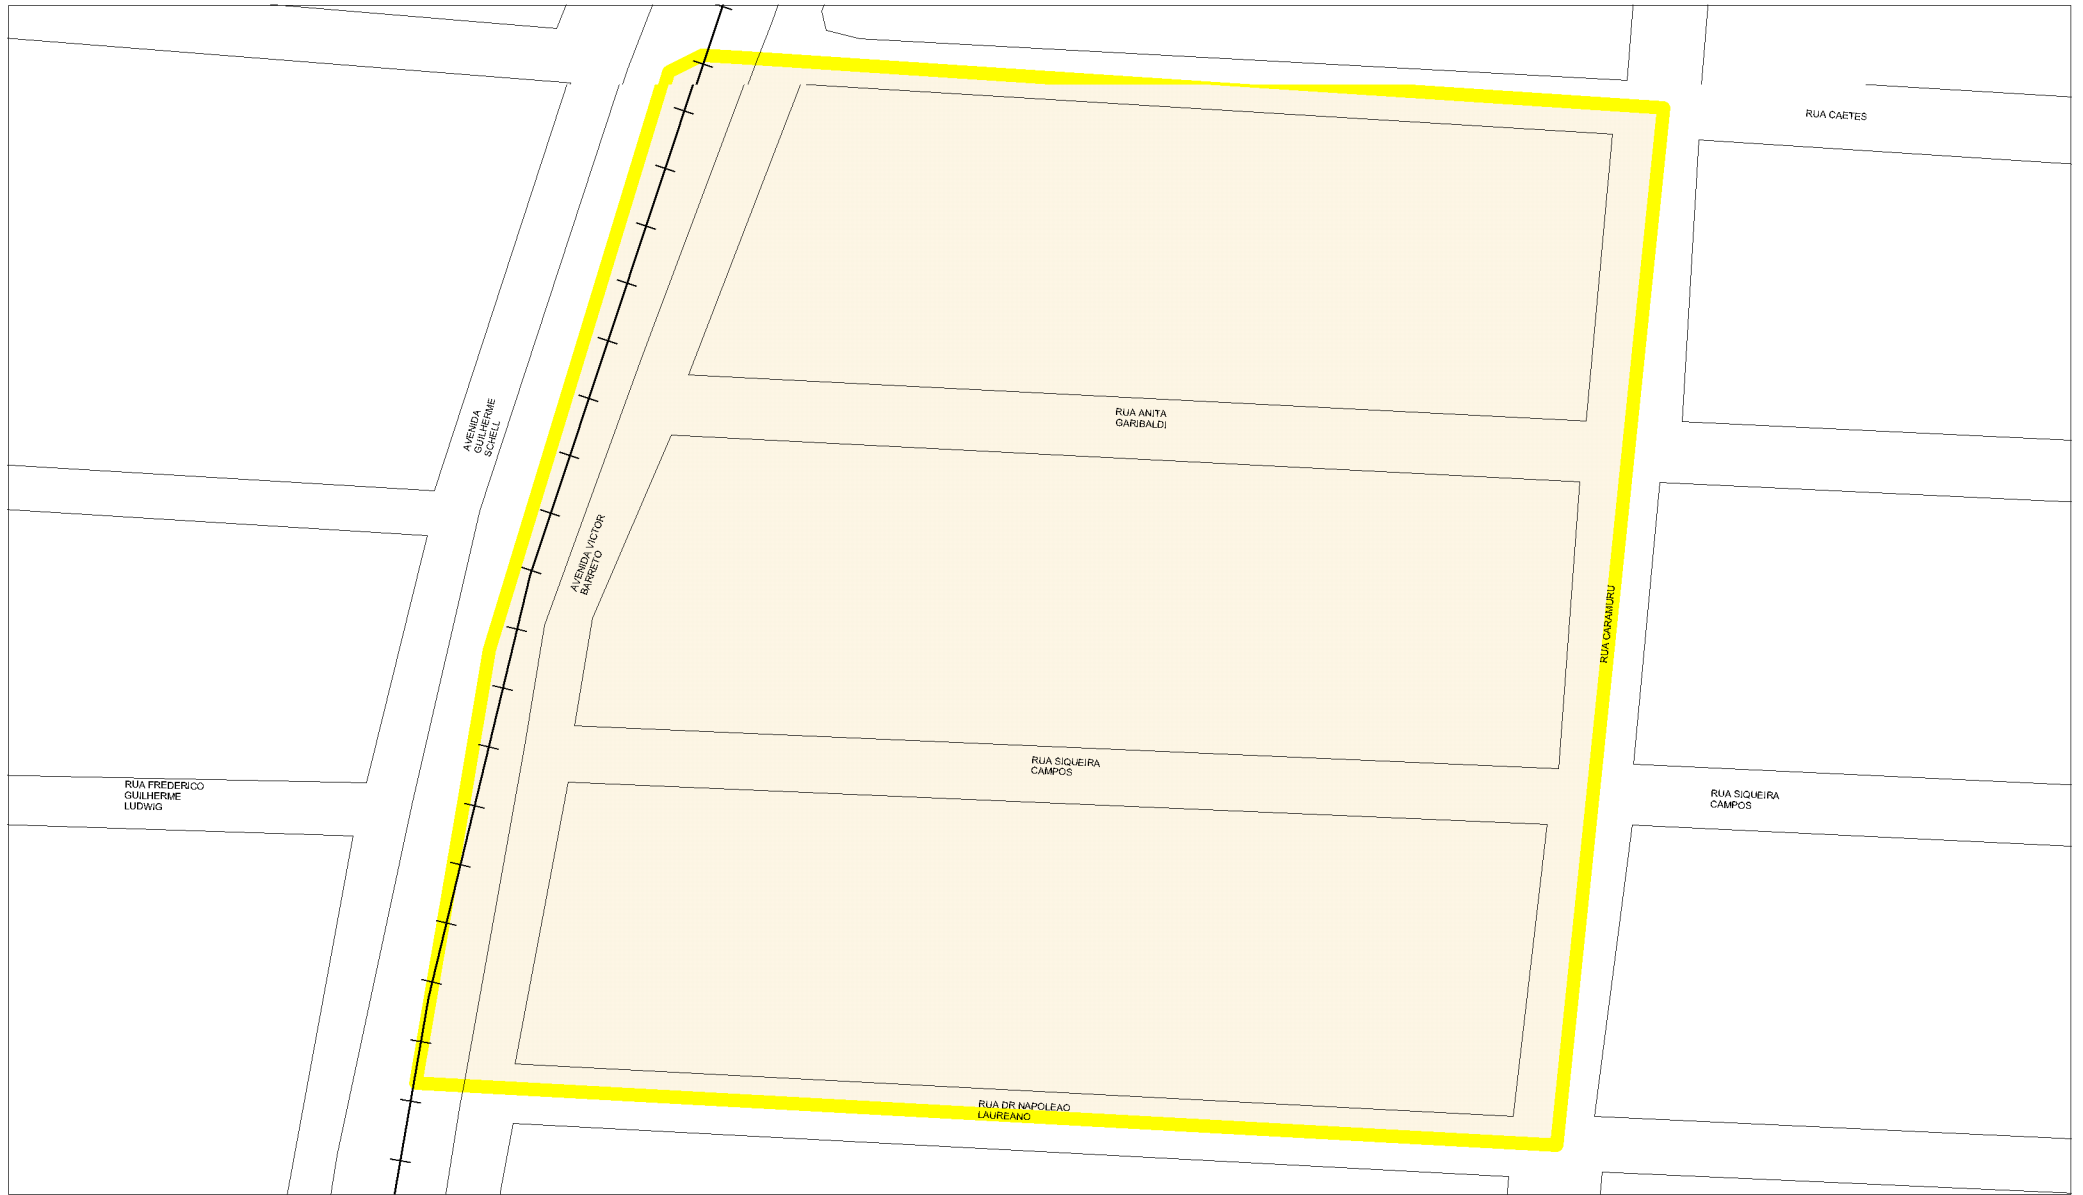 RUA CAETES
AVENIDA
GUILHERME
SCHELL
RUA ANITA
GARIBALDI
AVENIDA VICTOR
BARRETO
RUA CARAMURU
RUA SIQUEIRA
CAMPOS
RUA FREDERICO
GUILHERME
LUDWIG
RUA SIQUEIRA
CAMPOS
RUA DR NAPOLEAO
LAUREANO